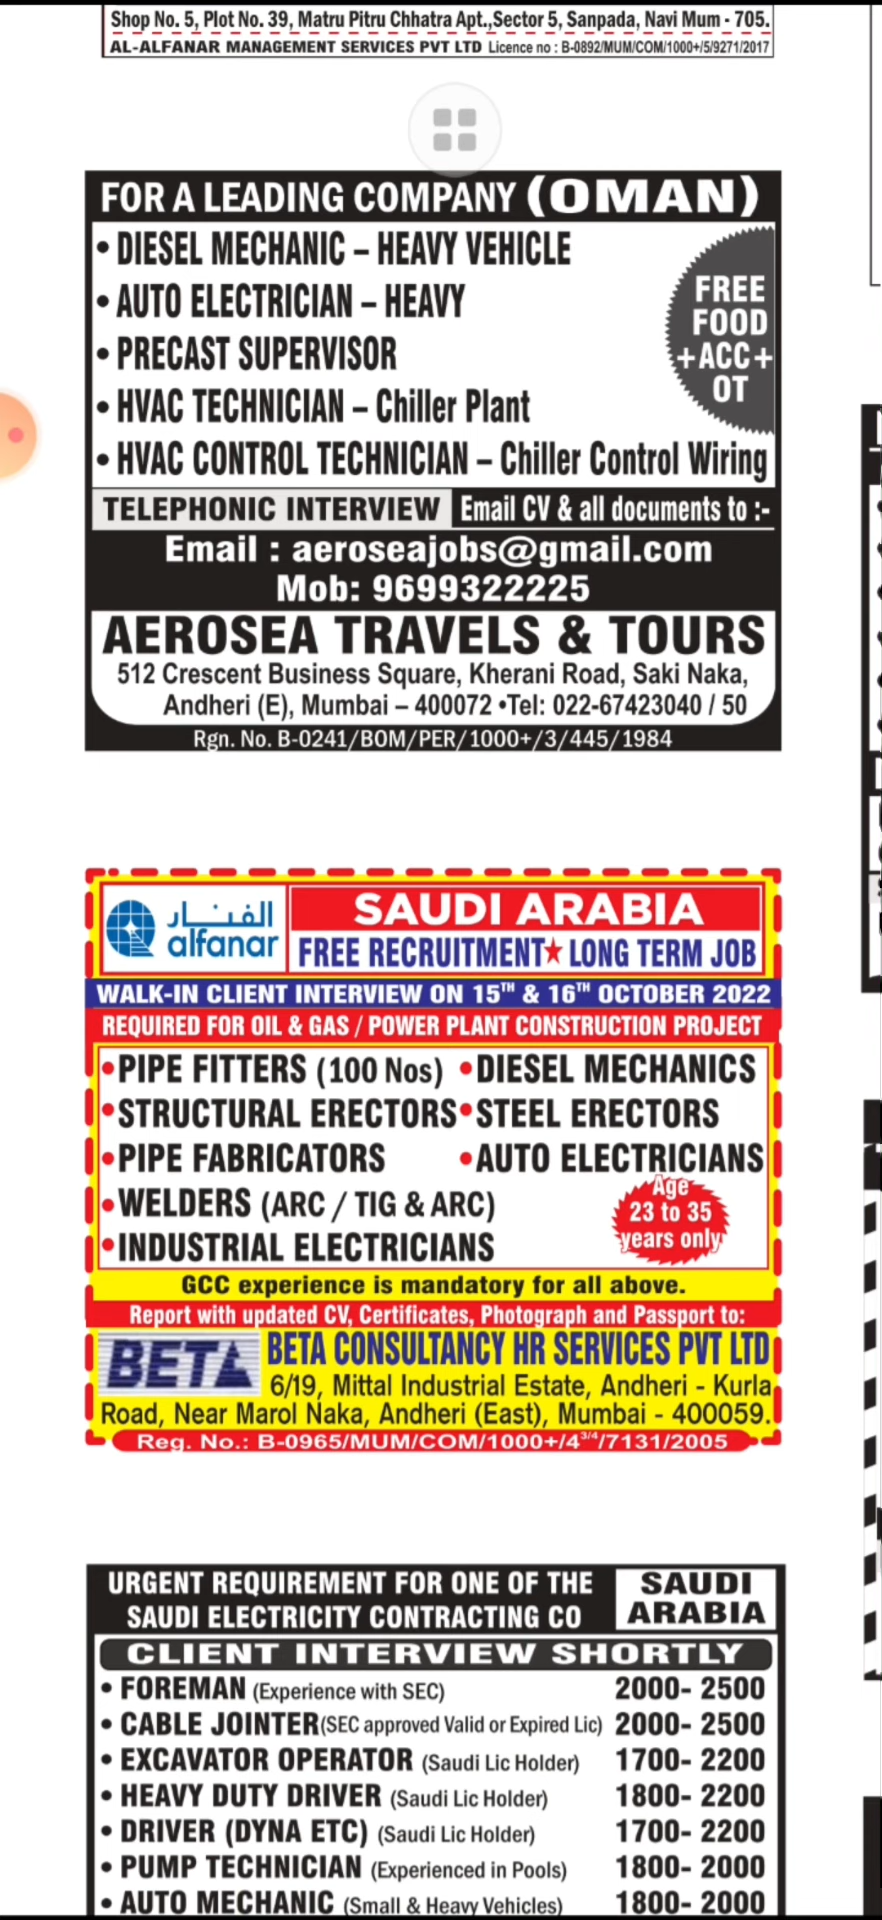 Shop No. 5, Plot No. 39, Matru Pitru Chhatra Apt.,Sector 5, Sanpada, Navi Mum - 705.
AL-ALFANAR MANAGEMENT SERVICES PVT LTD Licence no : B-0892/MUM/COM/1000+/5/9271/2017
FOR A LEADING COMPANY (OMAN)
• DIESEL MECHANIC – HEAVY VEHICLE
• AUTO ELECTRICIAN – HEAVY
• PRECAST SUPERVISOR
• HVAC TECHNICIAN – Chiller Plant
• HVAC CONTROL TECHNICIAN – Chiller Control Wiring
FREE
FOOD
+ACC+
OT
TELEPHONIC INTERVIEW Email CV & all documents to :-
Email : aeroseajobs@gmail.com
Mob: 9699322225
AEROSEA TRAVELS & TOURS
512 Crescent Business Square, Kherani Road, Saki Naka,
Andheri (E), Mumbai – 400072 •Tel: 022-67423040 / 50
Rgn. No. B-0241/BOM/PER/1000+/3/445/1984
الفنار
alfanar
SAUDI ARABIA
FREE RECRUITMENT★ LONG TERM JOB
WALK-IN CLIENT INTERVIEW ON 15TH & 16TH OCTOBER 2022
REQUIRED FOR OIL & GAS / POWER PLANT CONSTRUCTION PROJECT
•PIPE FITTERS (100 Nos) •DIESEL MECHANICS
•STRUCTURAL ERECTORS •STEEL ERECTORS
•PIPE FABRICATORS •AUTO ELECTRICIANS
•WELDERS (ARC / TIG & ARC)
•INDUSTRIAL ELECTRICIANS
Age
23 to 35
years only
GCC experience is mandatory for all above.
Report with updated CV, Certificates, Photograph and Passport to:
BETA BETA CONSULTANCY HR SERVICES PVT LTD
6/19, Mittal Industrial Estate, Andheri - Kurla
Road, Near Marol Naka, Andheri (East), Mumbai - 400059.
Reg. No.: B-0965/MUM/COM/1000+/43/4/7131/2005
URGENT REQUIREMENT FOR ONE OF THE
SAUDI ELECTRICITY CONTRACTING CO
SAUDI
ARABIA
CLIENT INTERVIEW SHORTLY
• FOREMAN (Experience with SEC) 2000- 2500
• CABLE JOINTER(SEC approved Valid or Expired Lic) 2000- 2500
• EXCAVATOR OPERATOR (Saudi Lic Holder) 1700- 2200
• HEAVY DUTY DRIVER (Saudi Lic Holder) 1800- 2200
• DRIVER (DYNA ETC) (Saudi Lic Holder) 1700- 2200
• PUMP TECHNICIAN (Experienced in Pools) 1800- 2000
• AUTO MECHANIC (Small & Heavy Vehicles) 1800- 2000